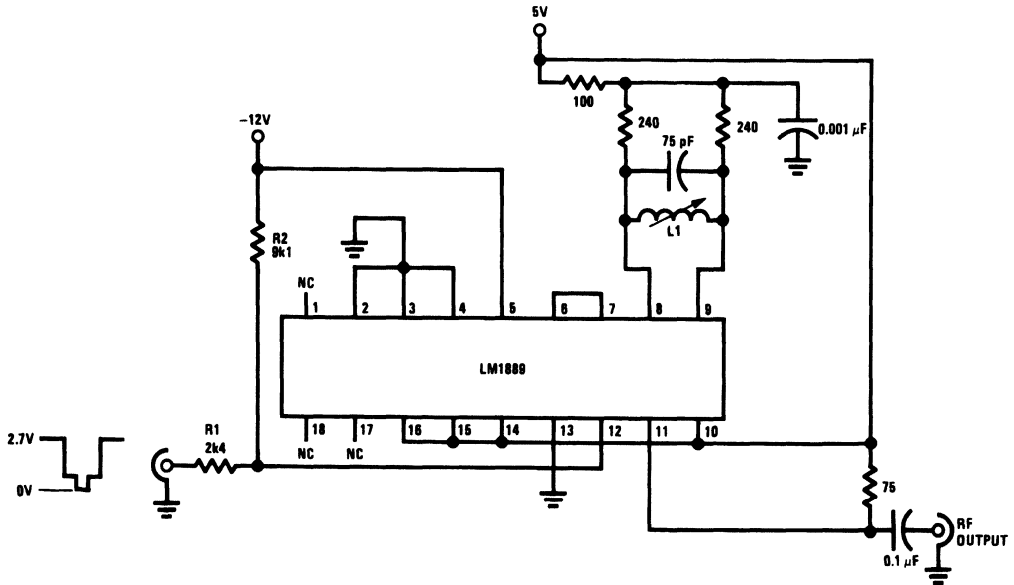 5V
100
240
240
0.001 μF
75 pF
L1
-12V
R2
9k1
NC
1
2
3
4
5
6
7
8
9
LM1889
18
17
16
15
14
13
12
11
10
NC
NC
R1
2k4
2.7V
0V
75
0.1 μF
RF
OUTPUT